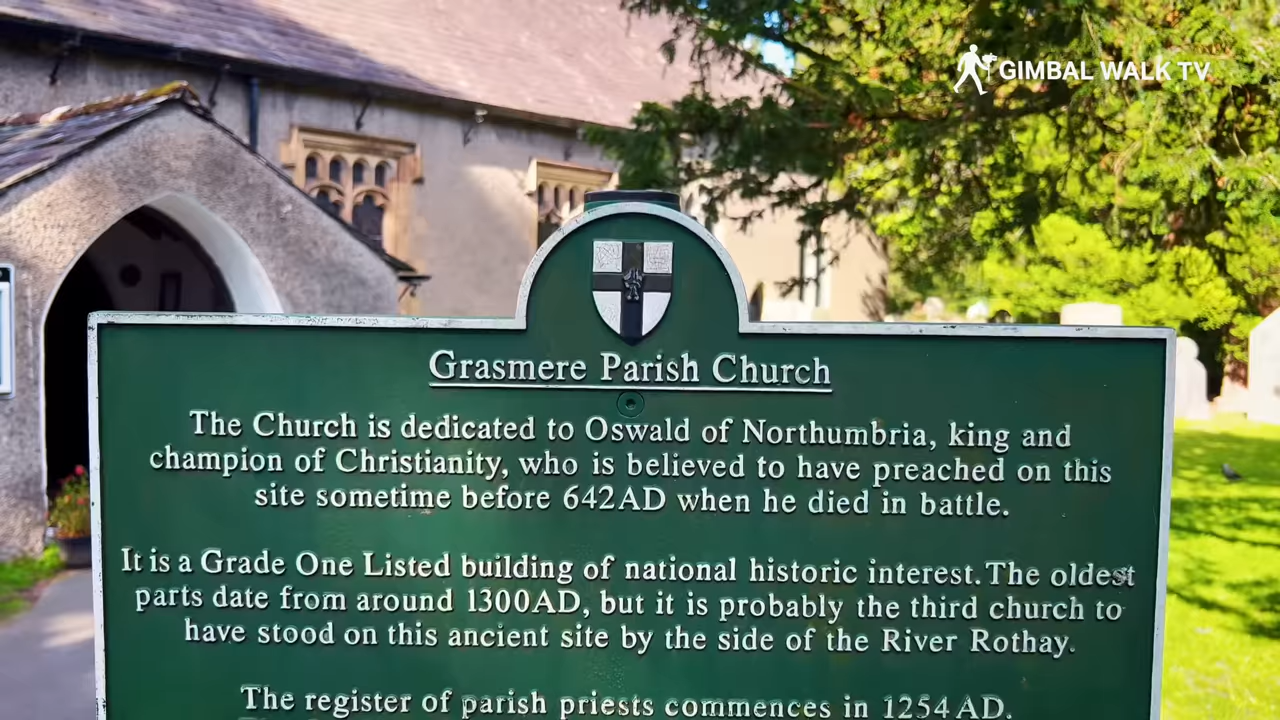 GIMBAL WALK TV
Grasmere Parish Church
The Church is dedicated to Oswald of Northumbria, king and
champion of Christianity, who is believed to have preached on this
site sometime before 642AD when he died in battle.
It is a Grade One Listed building of national historic interest. The oldest
parts date from around 1300AD, but it is probably the third church to
have stood on this ancient site by the side of the River Rothay.
The register of parish priests commences in 1254AD.